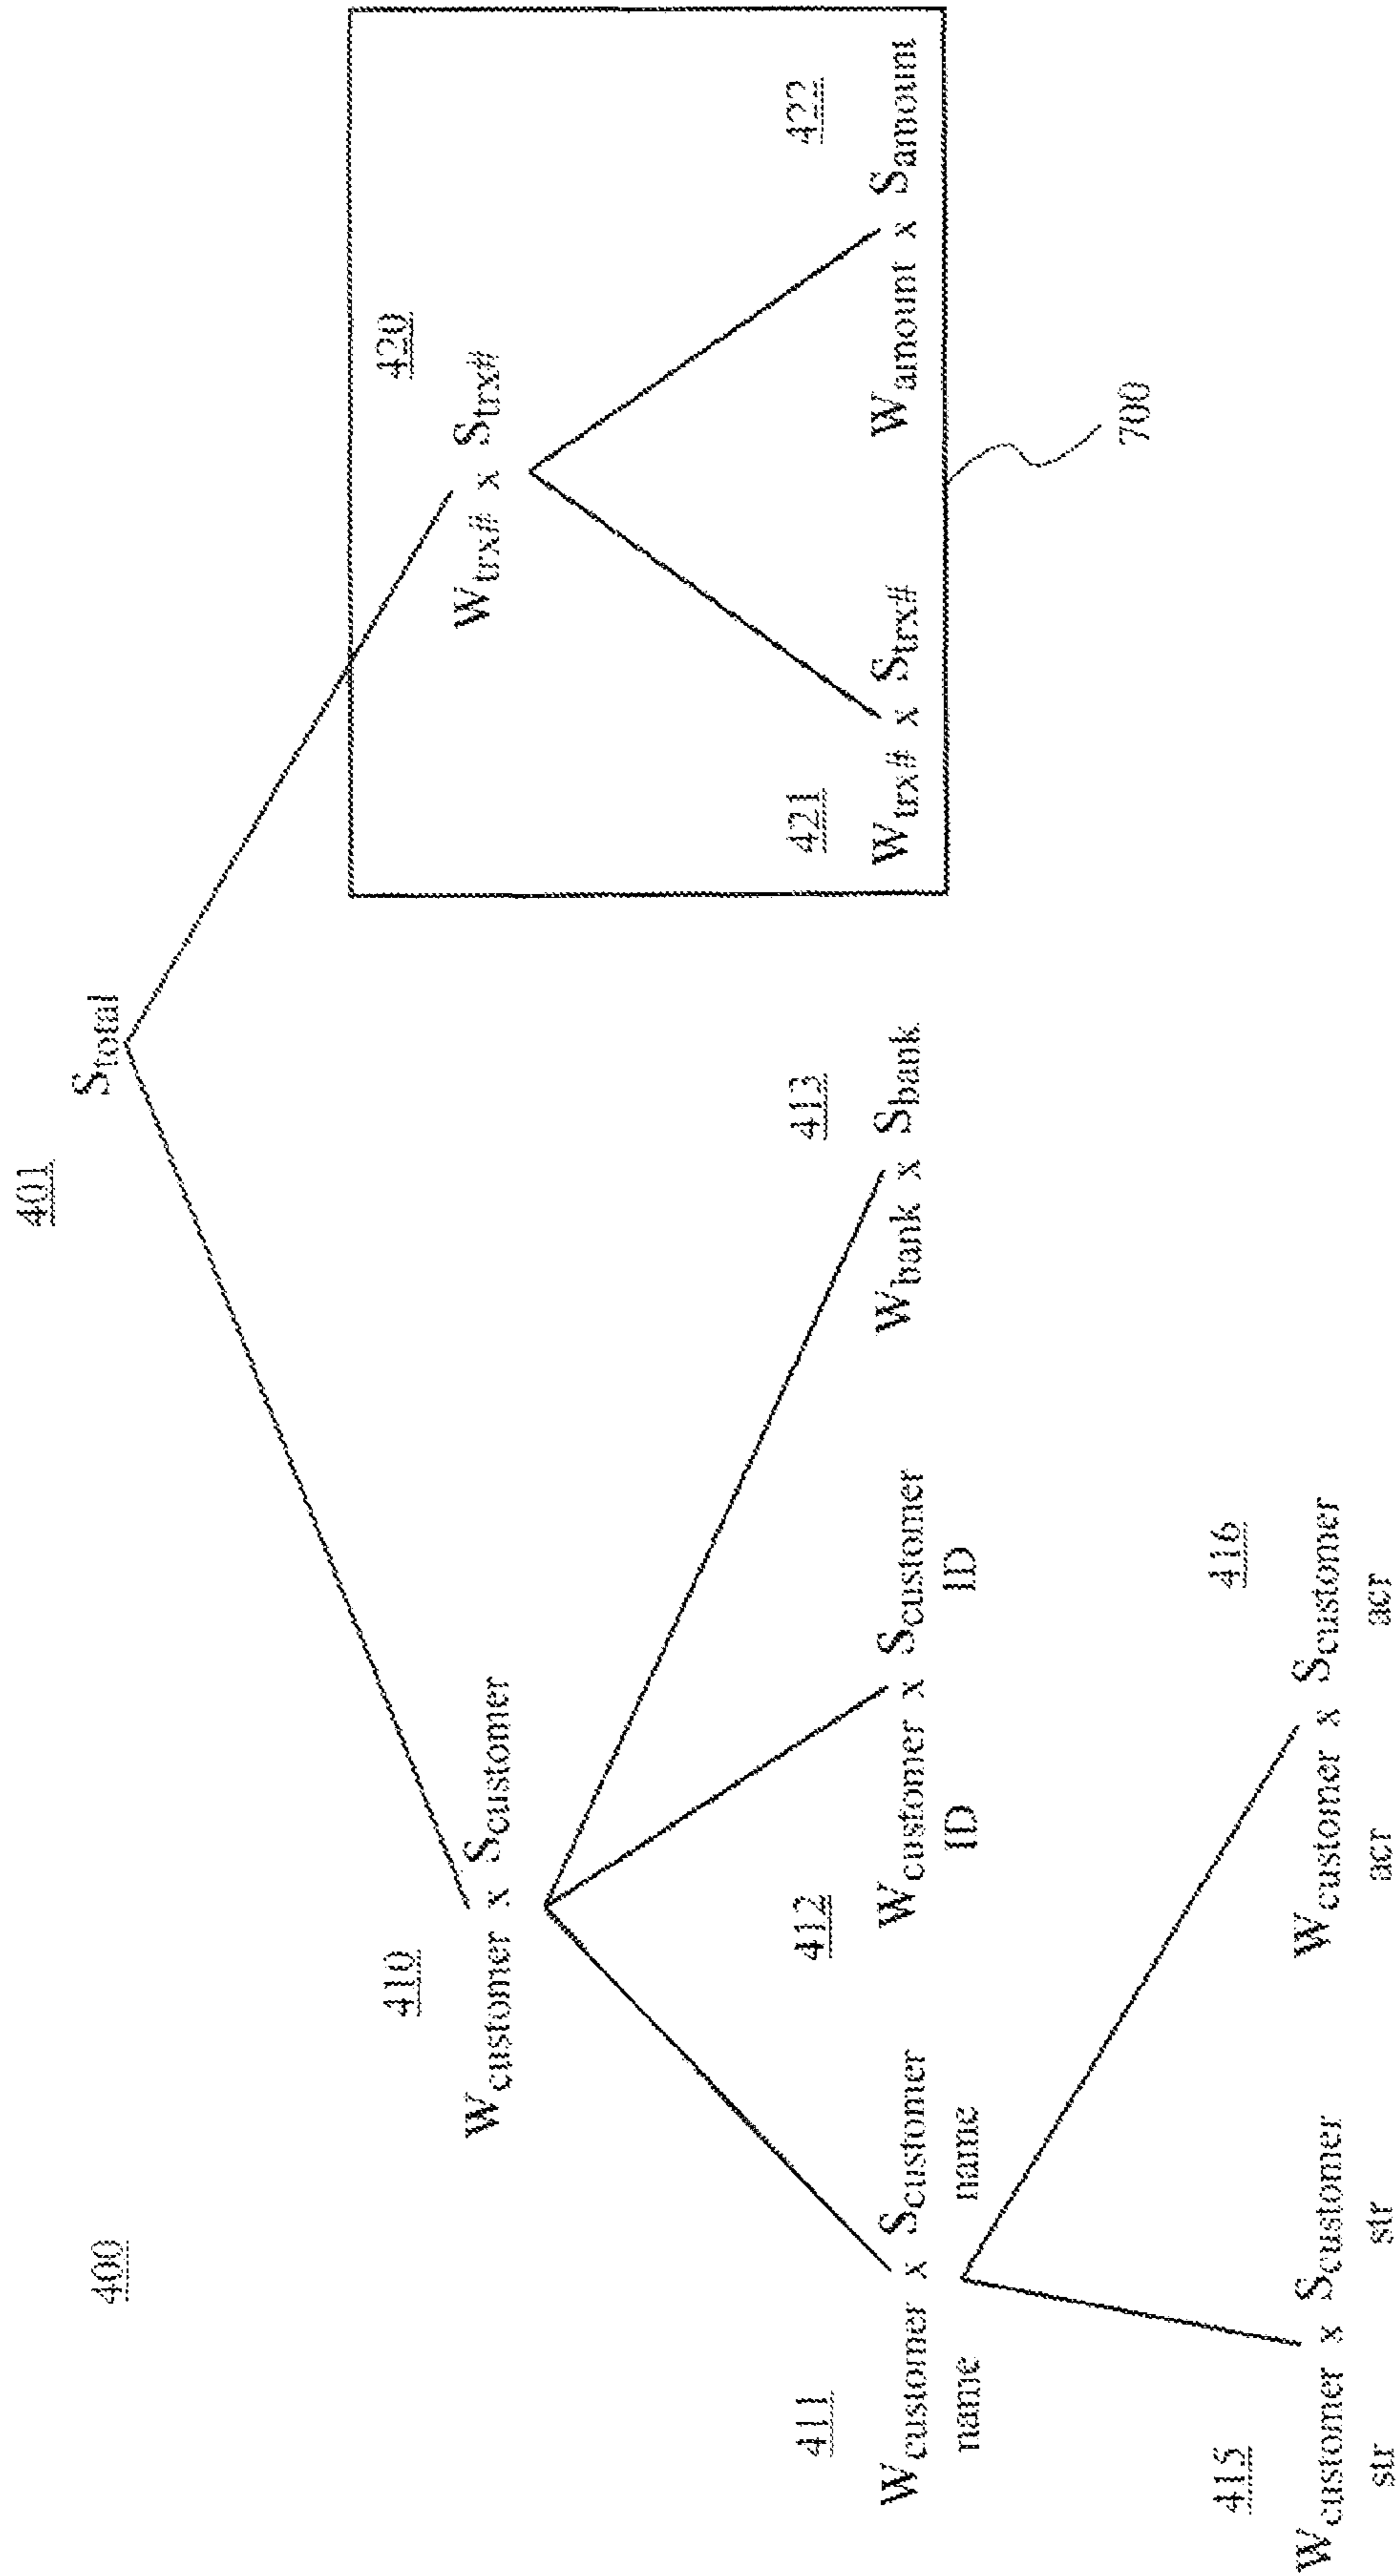 400
401
Stotal
410
Wcustomer x Scustomer
420
Wtrx# x Strx#
411
Wcustomer x Scustomer
name name
412
Wcustomer x Scustomer
ID ID
413
Wbank x Sbank
421
Wtrx# x Strx#
422
Wamount x Samount
700
415
Wcustomer x Scustomer
str str
416
Wcustomer x Scustomer
acr acr